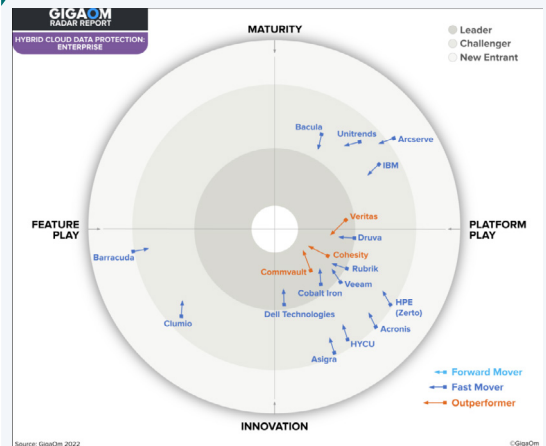 GIGAOM
RADAR REPORT
HYBRID CLOUD DATA PROTECTION:
ENTERPRISE
MATURITY
Leader
Challenger
New Entrant
Bacula
Unitrends
Arcserve
IBM
Veritas
FEATURE
PLAY
PLATFORM
PLAY
Druva
Barracuda
Cohesity
Commvault
Rubrik
Cobalt Iron
Veeam
Dell Technologies
HPE
(Zerto)
Clumio
Acronis
HYCU
Asigra
Forward Mover
Fast Mover
Outperformer
INNOVATION
Source: GigaOm 2022
©GigaOm